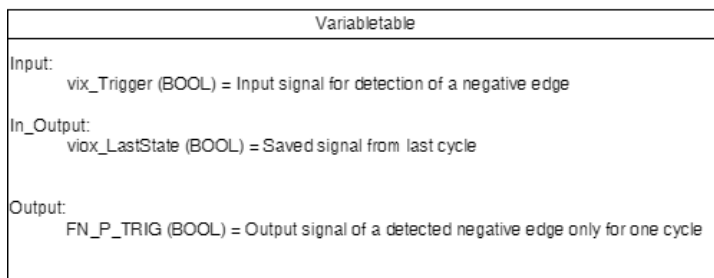 Variabletable
Input:
vix_Trigger (BOOL) = Input signal for detection of a negative edge
In_Output:
viox_LastState (BOOL) = Saved signal from last cycle
Output:
FN_P_TRIG (BOOL) = Output signal of a detected negative edge only for one cycle